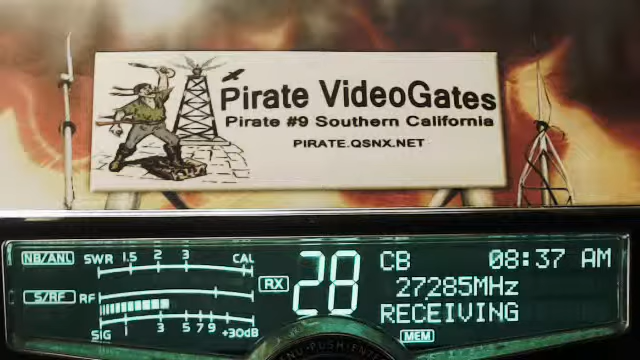 Pirate VideoGates
Pirate #9 Southern California
PIRATE.QSNX.NET
NB/ANL SWR 1.5 2 3 CAL
S/RF RF
SIG 3 5 7 9 +30dB
RX 28
CB 08:37 AM
27285MHz
RECEIVING
MEM